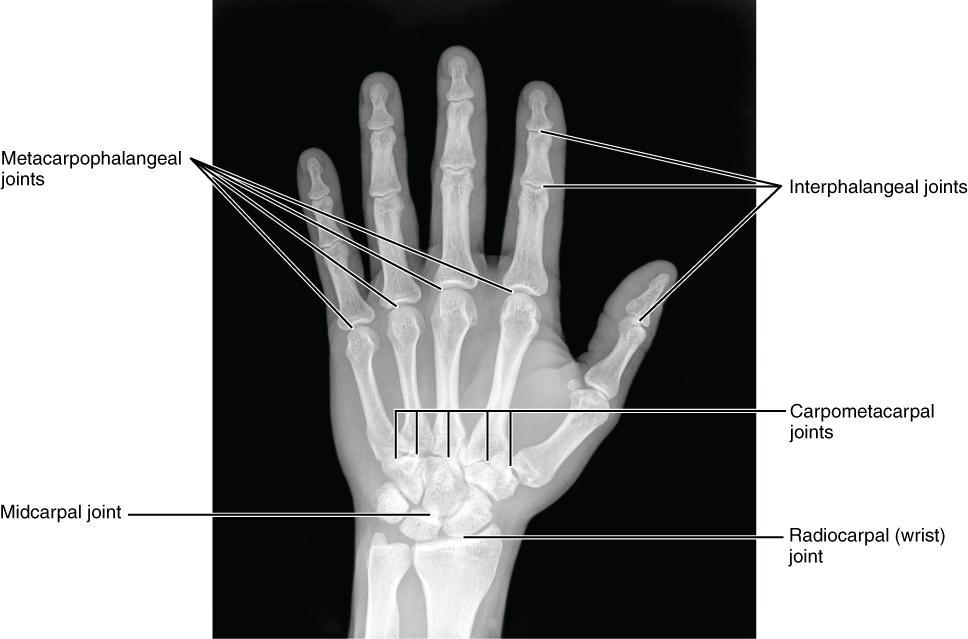 Metacarpophalangeal
joints
Interphalangeal joints
Carpometacarpal
joints
Midcarpal joint
Radiocarpal (wrist)
joint